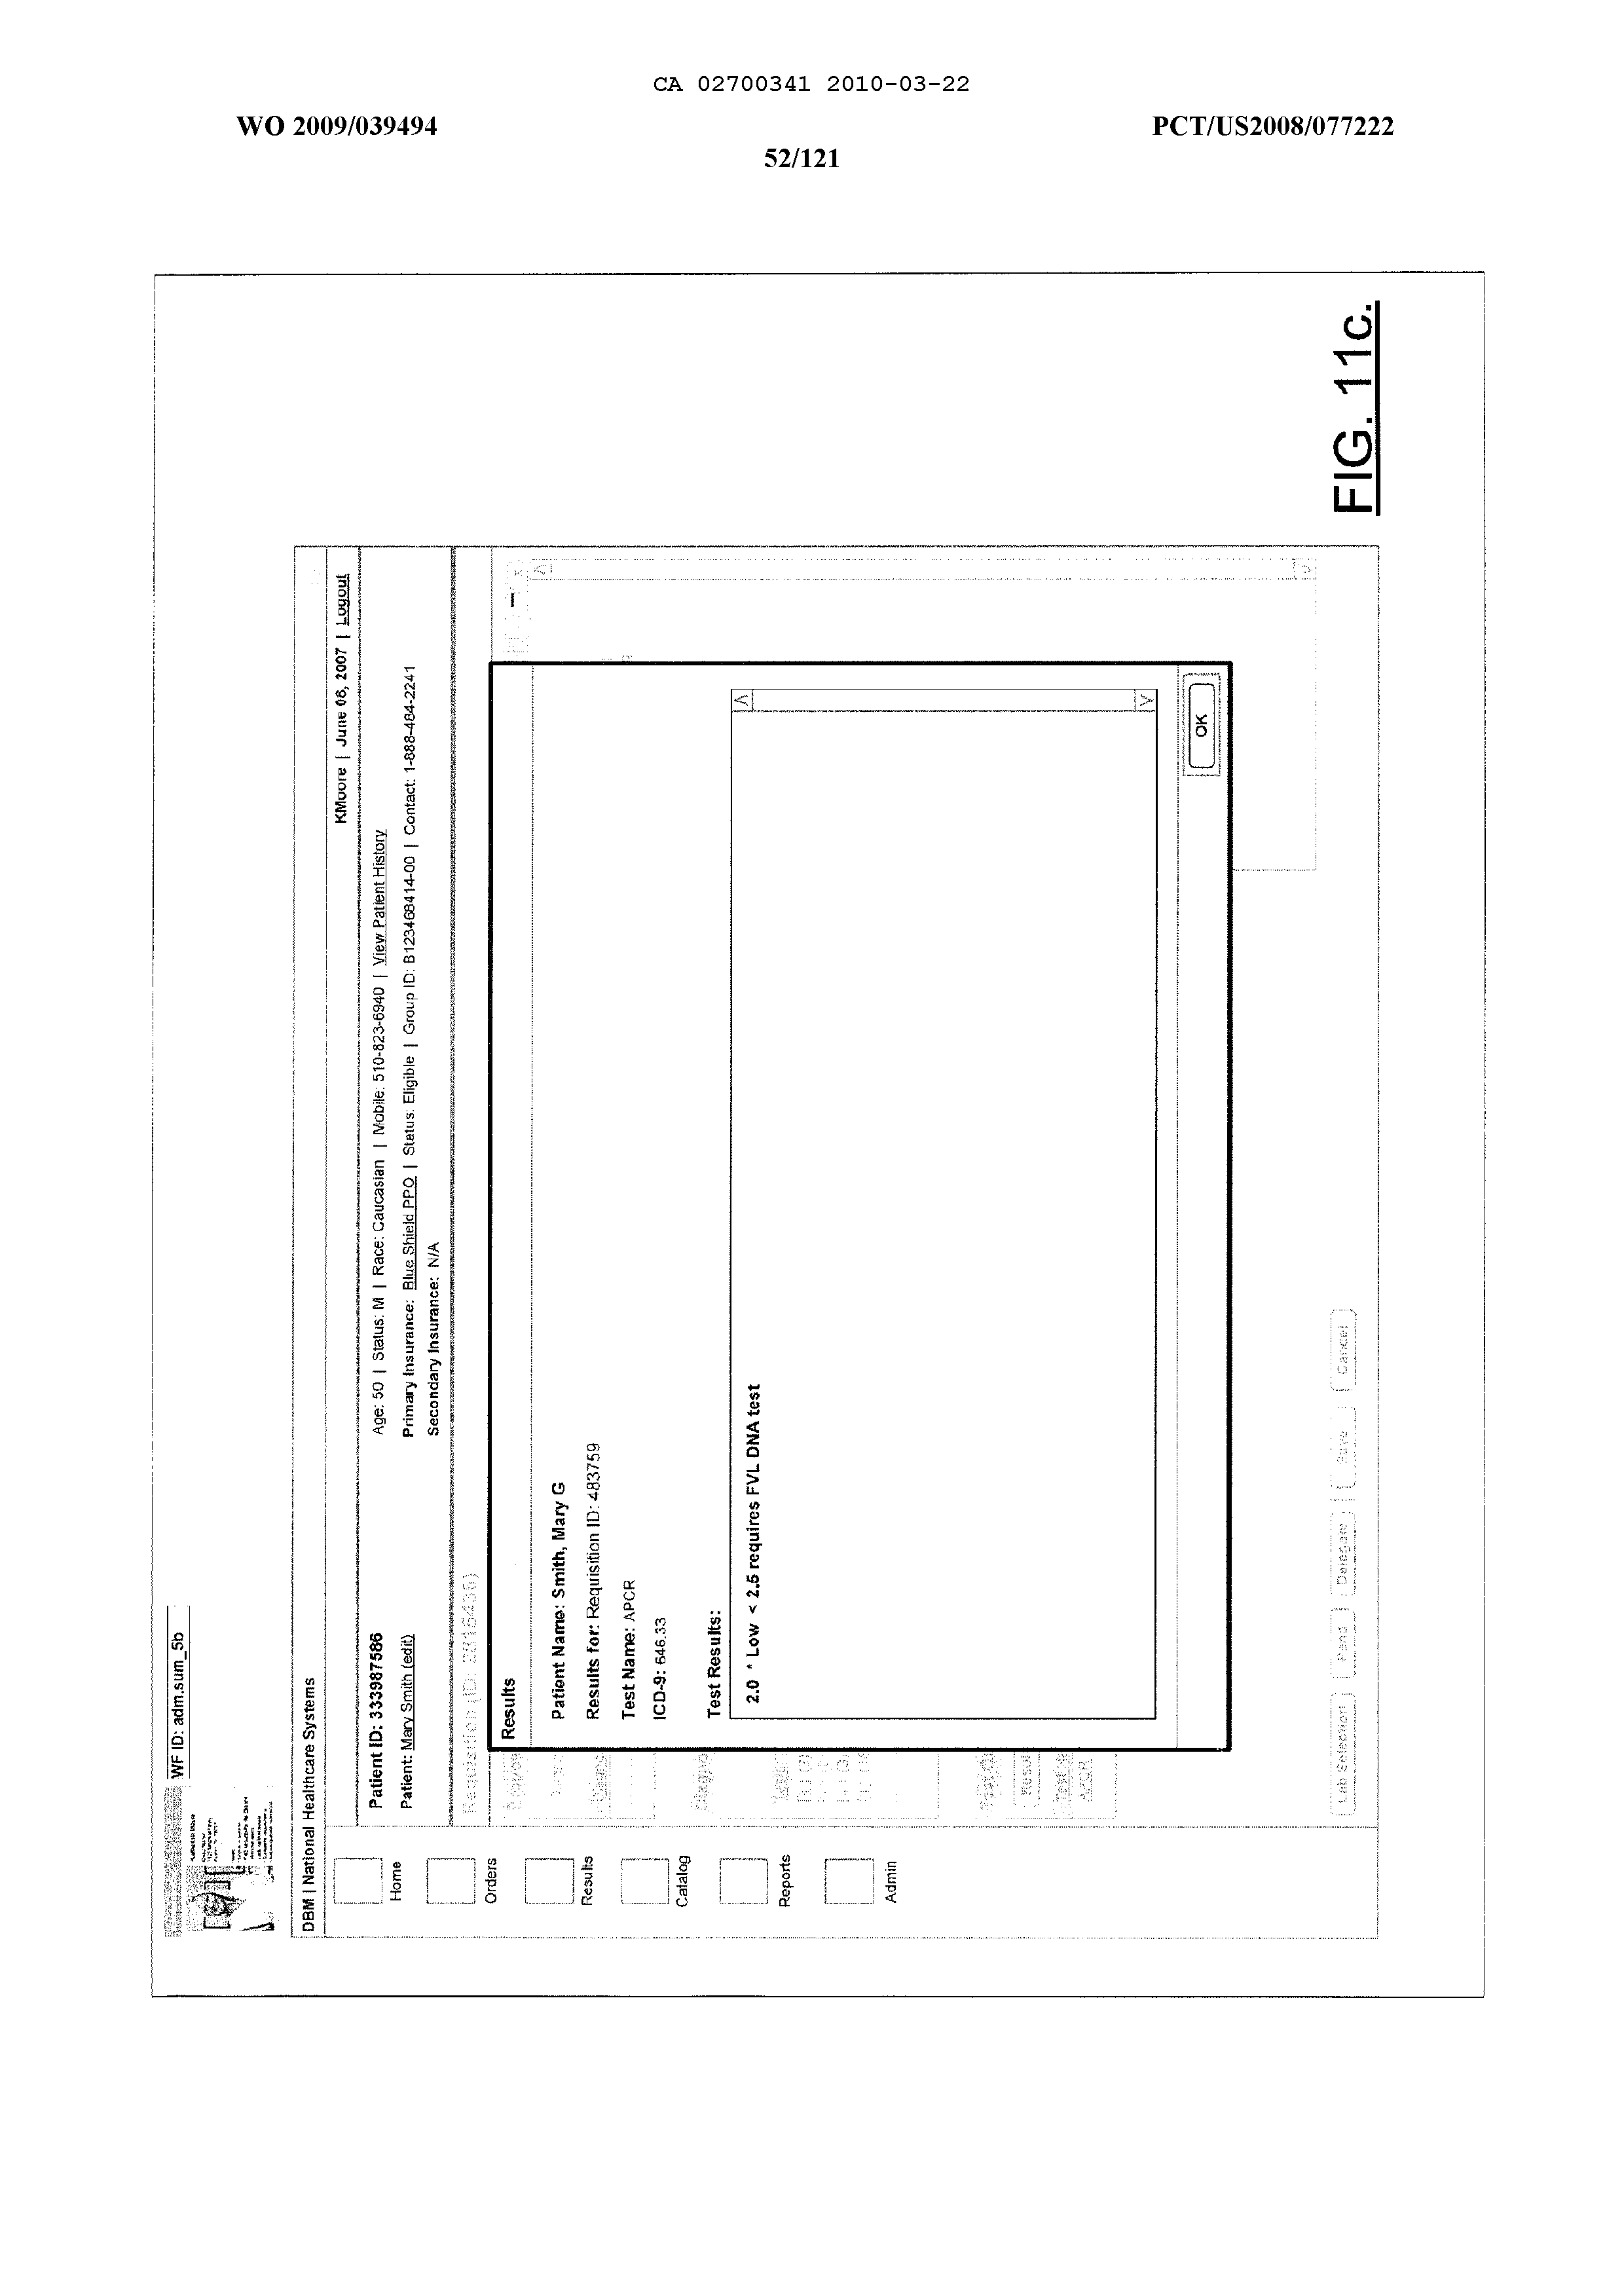 CA 02700341 2010-03-22
WO 2009/039494
PCT/US2008/077222
52/121
WF ID: adm.sum_5b
DBM | National Healthcare Systems
KMoore | June 08, 2007 | Logout
Patient ID: 333987586
Age: 50 | Status: M | Race: Caucasian | Mobile: 510-823-6940 | View Patient History
Patient: Mary Smith (edit)
Primary Insurance: Blue Shield PPO | Status: Eligible | Group ID: B123468414-00 | Contact: 1-888-484-2241
Secondary Insurance: N/A
Home
Orders
Results
Catalog
Reports
Admin
Results
Patient Name: Smith, Mary G
Results for: Requisition ID: 483759
Test Name: APCR
ICD-9: 646.33
Test Results:
2.0 * Low < 2.5 requires FVL DNA test
OK
Lab Selection
Pend
Delegate
Save
Cancel
FIG. 11c.